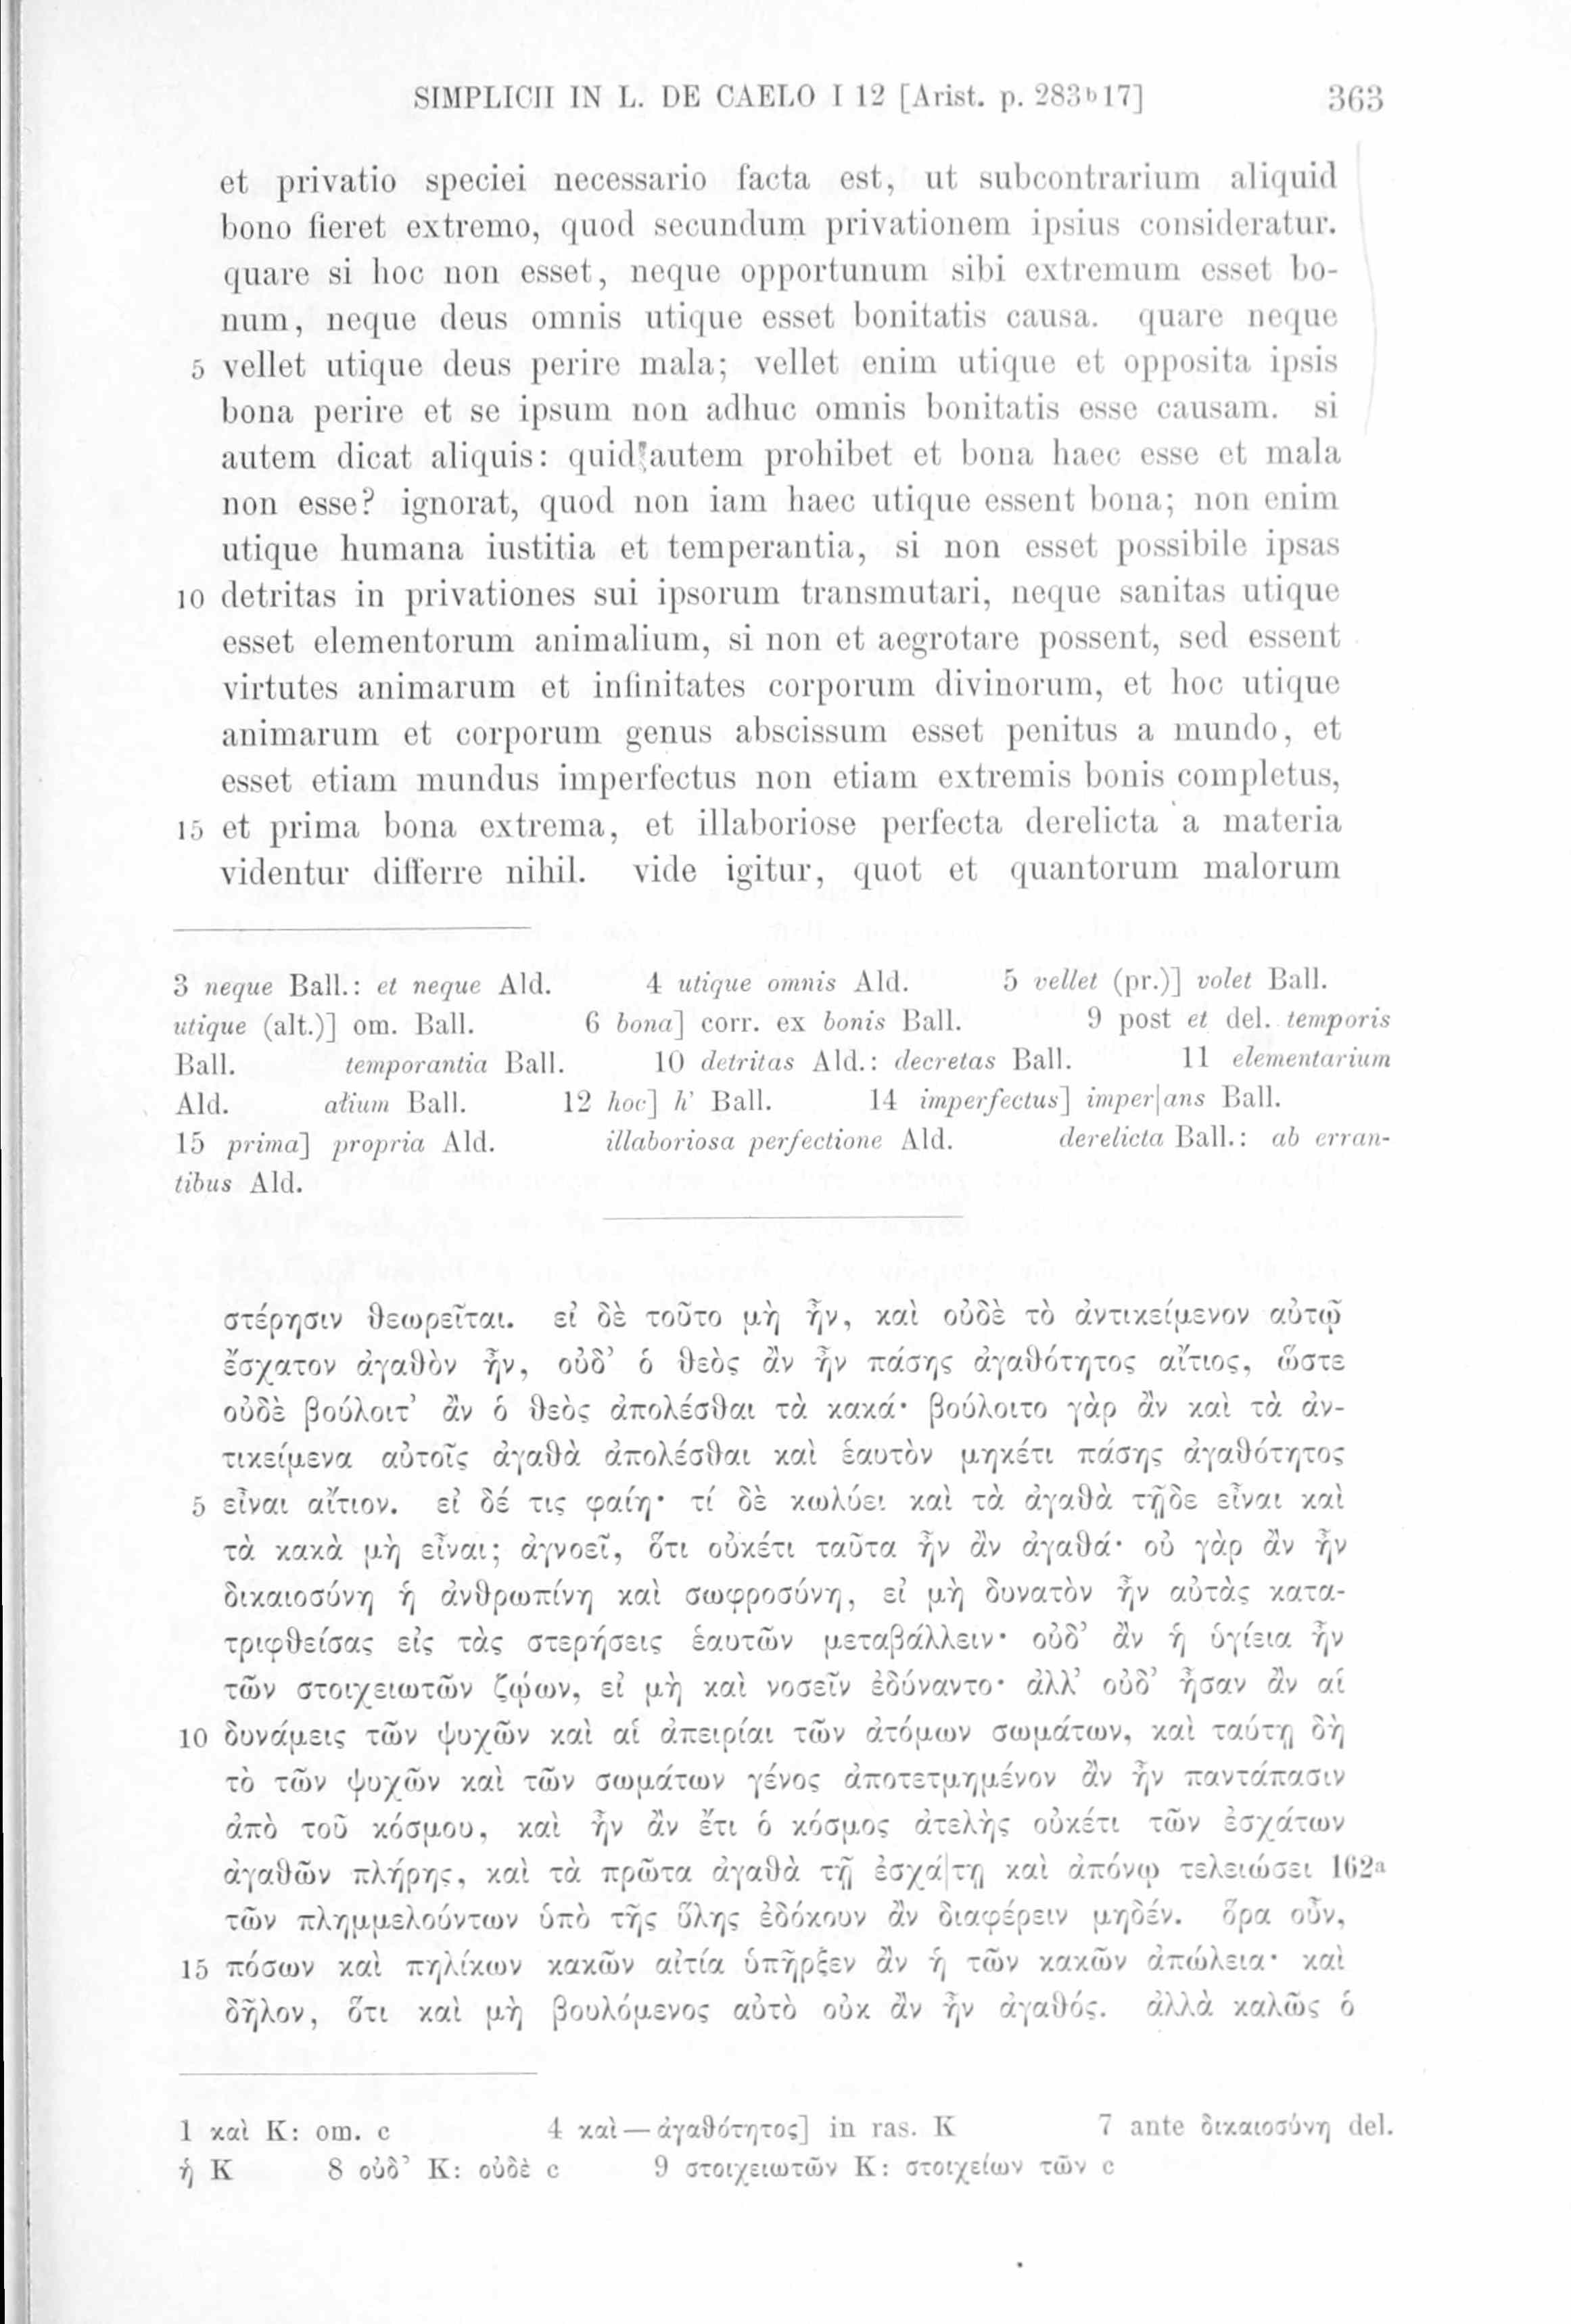 SIMPLICII IN L. DE CAELO I 12 [Arist. p. 283ᵇ17] 363
et privatio speciei necessario facta est, ut subcontrarium aliquid
bono fieret extremo, quod secundum privationem ipsius consideratur.
quare si hoc non esset, neque opportunum sibi extremum esset bo-
num, neque deus omnis utique esset bonitatis causa. quare neque
5 vellet utique deus perire mala; vellet enim utique et opposita ipsis
bona perire et se ipsum non adhuc omnis bonitatis esse causam. si
autem dicat aliquis: quid autem prohibet et bona haec esse et mala
non esse? ignorat, quod non iam haec utique essent bona; non enim
utique humana iustitia et temperantia, si non esset possibile ipsas
10 detritas in privationes sui ipsorum transmutari, neque sanitas utique
esset elementorum animalium, si non et aegrotare possent, sed essent
virtutes animarum et infinitates corporum divinorum, et hoc utique
animarum et corporum genus abscissum esset penitus a mundo, et
esset etiam mundus imperfectus non etiam extremis bonis completus,
15 et prima bona extrema, et illaboriose perfecta derelicta a materia
videntur differre nihil. vide igitur, quot et quantorum malorum
3 neque Ball.: et neque Ald. 4 utique omnis Ald. 5 vellet (pr.)] volet Ball.
utique (alt.)] om. Ball. 6 bona] corr. ex bonis Ball. 9 post et del. temporis
Ball. temporantia Ball. 10 detritas Ald.: decretas Ball. 11 elementarium
Ald. alium Ball. 12 hoc] h' Ball. 14 imperfectus] imper|ans Ball.
15 prima] propria Ald. illaboriosa perfectione Ald. derelicta Ball.: ab erran-
tibus Ald.
στέρησιν θεωρεῖται. εἰ δὲ τοῦτο μὴ ἦν, καὶ οὐδὲ τὸ ἀντικείμενον αὐτῷ
ἔσχατον ἀγαθὸν ἦν, οὐδ’ ὁ θεὸς ἂν ἦν πάσης ἀγαθότητος αἴτιος, ὥστε
οὐδὲ βούλοιτ’ ἂν ὁ θεὸς ἀπολέσθαι τὰ κακά· βούλοιτο γὰρ ἂν καὶ τὰ ἀν-
τικείμενα αὐτοῖς ἀγαθὰ ἀπολέσθαι καὶ ἑαυτὸν μηκέτι πάσης ἀγαθότητος
5 εἶναι αἴτιον. εἰ δέ τις φαίη· τί δὲ κωλύει καὶ τὰ ἀγαθὰ τῇδε εἶναι καὶ
τὰ κακὰ μὴ εἶναι; ἀγνοεῖ, ὅτι οὐκέτι ταῦτα ἦν ἂν ἀγαθά· οὐ γὰρ ἂν ἦν
δικαιοσύνη ἡ ἀνθρωπίνη καὶ σωφροσύνη, εἰ μὴ δυνατὸν ἦν αὐτὰς κατα-
τριφθείσας εἰς τὰς στερήσεις ἑαυτῶν μεταβάλλειν· οὐδ’ ἂν ἡ ὑγίεια ἦν
τῶν στοιχειωτῶν ζῴων, εἰ μὴ καὶ νοσεῖν ἐδύναντο· ἀλλ’ οὐδ’ ἦσαν ἂν αἱ
10 δυνάμεις τῶν ψυχῶν καὶ αἱ ἀπειρίαι τῶν ἀτόμων σωμάτων, καὶ ταύτῃ δὴ
τὸ τῶν ψυχῶν καὶ τῶν σωμάτων γένος ἀποτετμημένον ἂν ἦν παντάπασιν
ἀπὸ τοῦ κόσμου, καὶ ἦν ἂν ἔτι ὁ κόσμος ἀτελὴς οὐκέτι τῶν ἐσχάτων
ἀγαθῶν πλήρης, καὶ τὰ πρῶτα ἀγαθὰ τῇ ἐσχά|τῃ καὶ ἀπόνῳ τελειώσει 162ᵃ
τῶν πλημμελούντων ὑπὸ τῆς ὕλης ἐδόκουν ἂν διαφέρειν μηδέν. ὅρα οὖν,
15 πόσων καὶ πηλίκων κακῶν αἰτία ὑπῆρξεν ἂν ἡ τῶν κακῶν ἀπώλεια· καὶ
δῆλον, ὅτι καὶ μὴ βουλόμενος αὐτὸ οὐκ ἂν ἦν ἀγαθός. ἀλλὰ καλῶς ὁ
1 καὶ K: om. c 4 καὶ — ἀγαθότητος] in ras. K 7 ante δικαιοσύνη del.
ἡ K 8 οὐδ’ K: οὐδὲ c 9 στοιχειωτῶν K: στοιχείων τῶν c